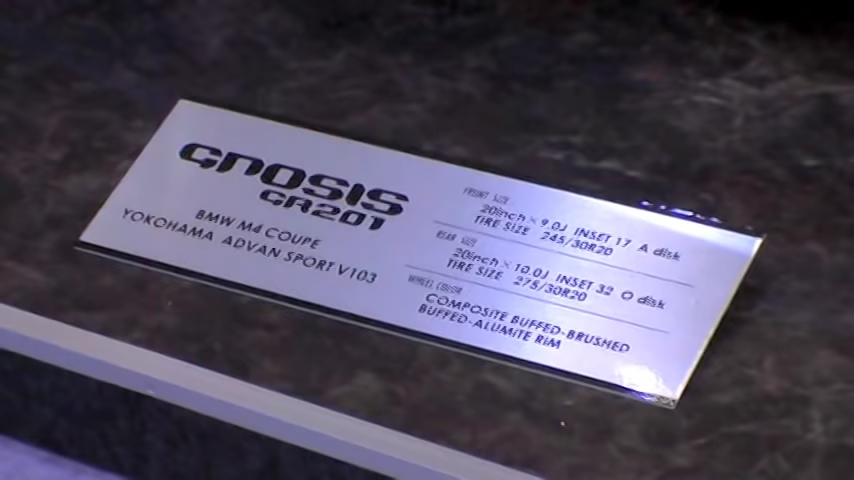 GNOSIS
GR201
BMW M4 COUPE
YOKOHAMA ADVAN SPORT V103
FRONT SIZE
20inch × 9.0J INSET 17 A disk
TIRE SIZE 245/30R20
REAR SIZE
20inch × 10.0J INSET 32 O disk
TIRE SIZE 275/30R20
WHEEL COLOR
COMPOSITE BUFFED-BRUSHED
BUFFED-ALUMITE RIM